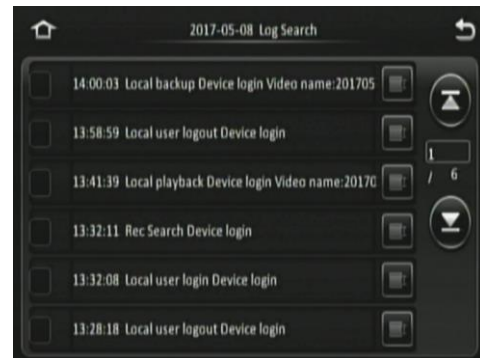 2017-05-08 Log Search
14:00:03 Local backup Device login Video name:201705
13:58:59 Local user logout Device login
13:41:39 Local playback Device login Video name:2017
13:32:11 Rec Search Device login
13:32:08 Local user login Device login
13:28:18 Local user logout Device login
1
/ 6